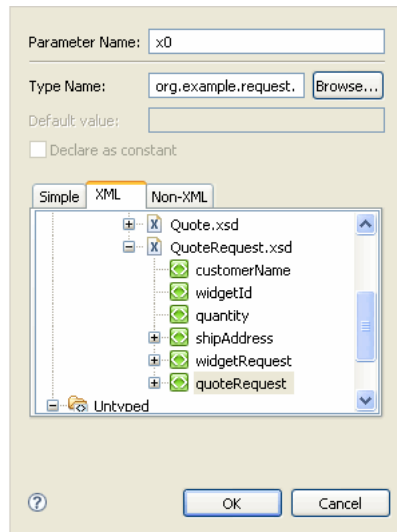 Parameter Name: x0
Type Name: org.example.request. Browse...
Default value:
Declare as constant
Simple XML Non-XML
Quote.xsd
QuoteRequest.xsd
customerName
widgetId
quantity
shipAddress
widgetRequest
quoteRequest
Untyped
OK Cancel